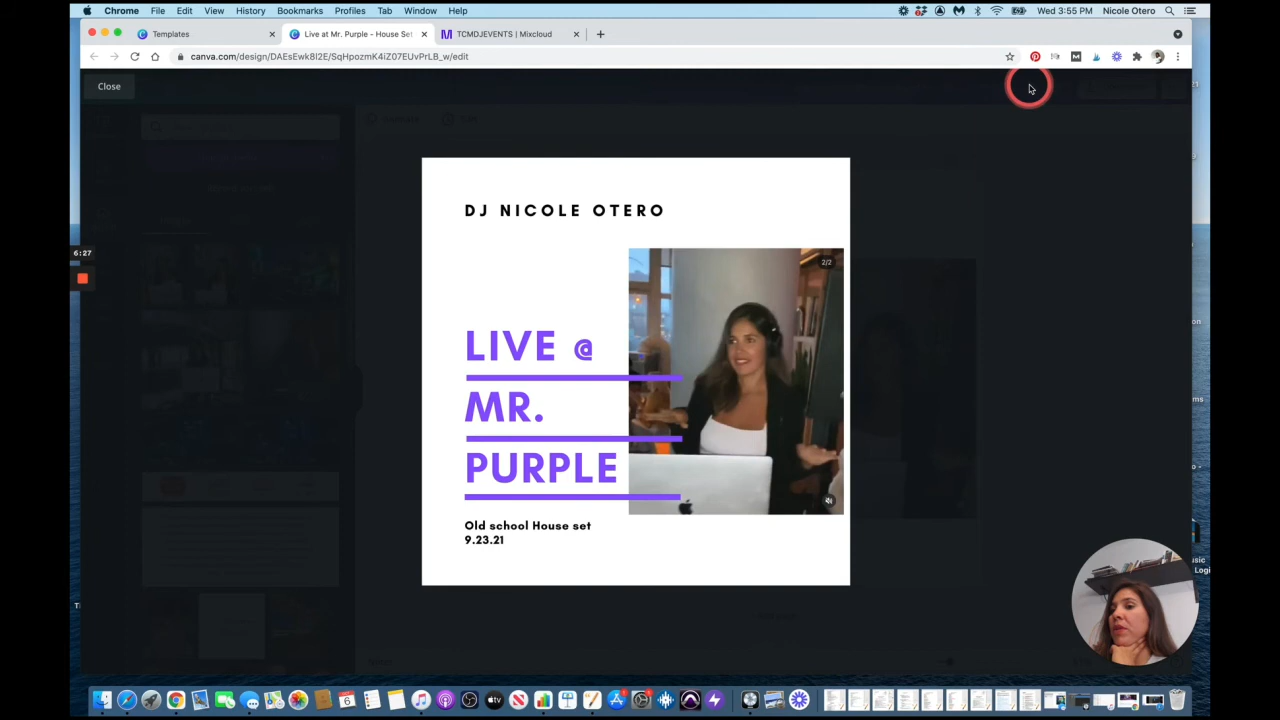 Chrome File Edit View History Bookmarks Profiles Tab Window Help
Wed 3:55 PM Nicole Otero
Templates
Live at Mr. Purple - House Set
TCMDJEVENTS | Mixcloud
canva.com/design/DAEsEwk8I2E/SqHpozmK4iZ07EUvPrLB_w/edit
Close
DJ NICOLE OTERO
2/2
6:27
LIVE @
MR.
PURPLE
Old school House set
9.23.21